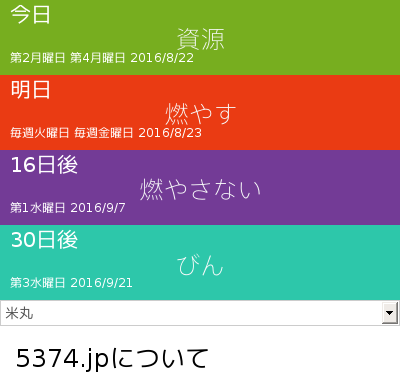 今日
資源
第2月曜日 第4月曜日 2016/8/22
明日
燃やす
毎週火曜日 毎週金曜日 2016/8/23
16日後
燃やさない
第1水曜日 2016/9/7
30日後
びん
第3水曜日 2016/9/21
米丸
5374.jpについて